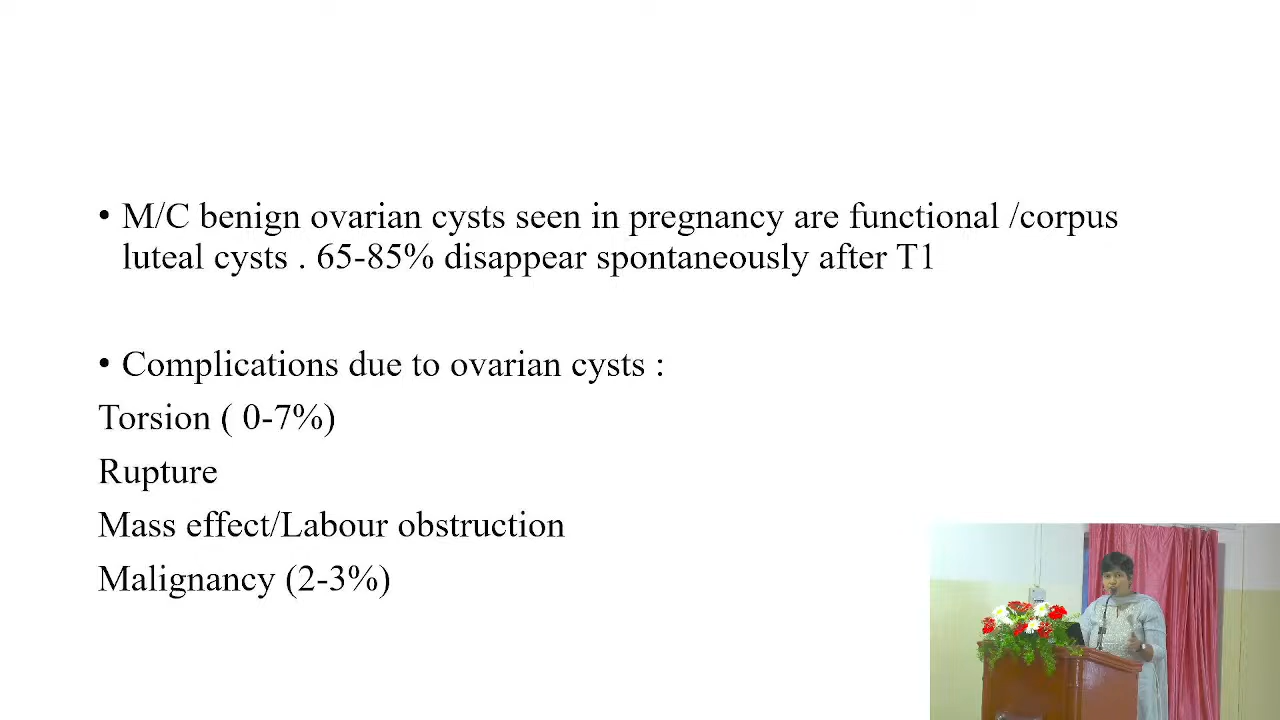 • M/C benign ovarian cysts seen in pregnancy are functional /corpus
luteal cysts . 65-85% disappear spontaneously after T1
• Complications due to ovarian cysts :
Torsion ( 0-7%)
Rupture
Mass effect/Labour obstruction
Malignancy (2-3%)